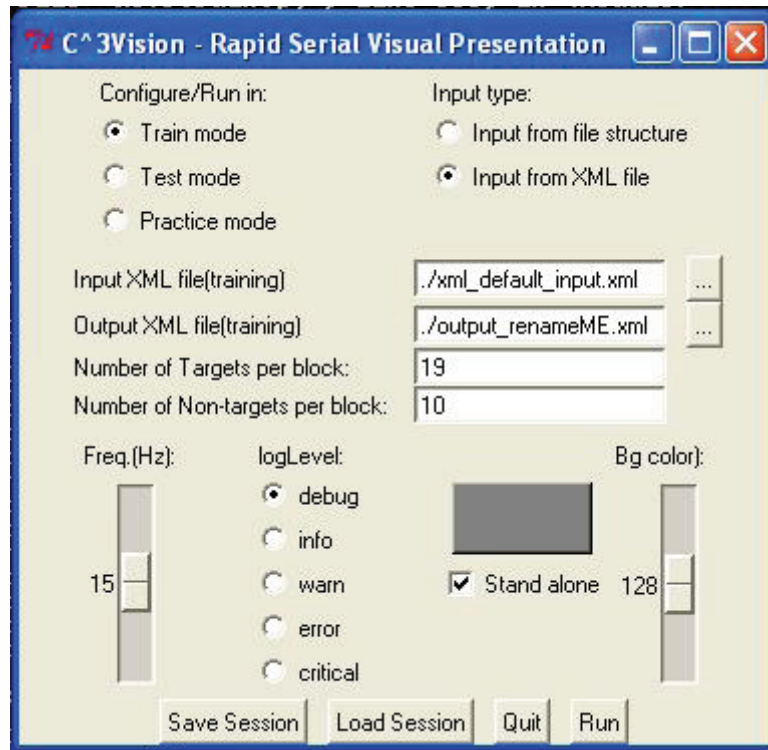 C^3Vision - Rapid Serial Visual Presentation
Configure/Run in: Input type:
Train mode Input from file structure
Test mode Input from XML file
Practice mode
Input XML file(training) ./xml_default_input.xml ...
Output XML file(training) ./output_renameME.xml ...
Number of Targets per block: 19
Number of Non-targets per block: 10
Freq.(Hz): logLevel: Bg color):
debug
info
15 warn Stand alone 128
error
critical
Save Session Load Session Quit Run